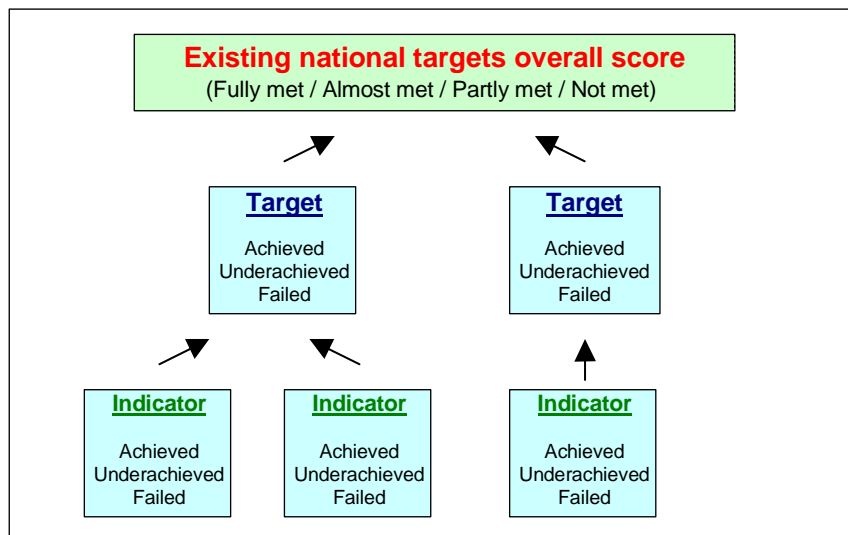 Existing national targets overall score
(Fully met / Almost met / Partly met / Not met)
Target
Achieved
Underachieved
Failed
Target
Achieved
Underachieved
Failed
Indicator
Achieved
Underachieved
Failed
Indicator
Achieved
Underachieved
Failed
Indicator
Achieved
Underachieved
Failed